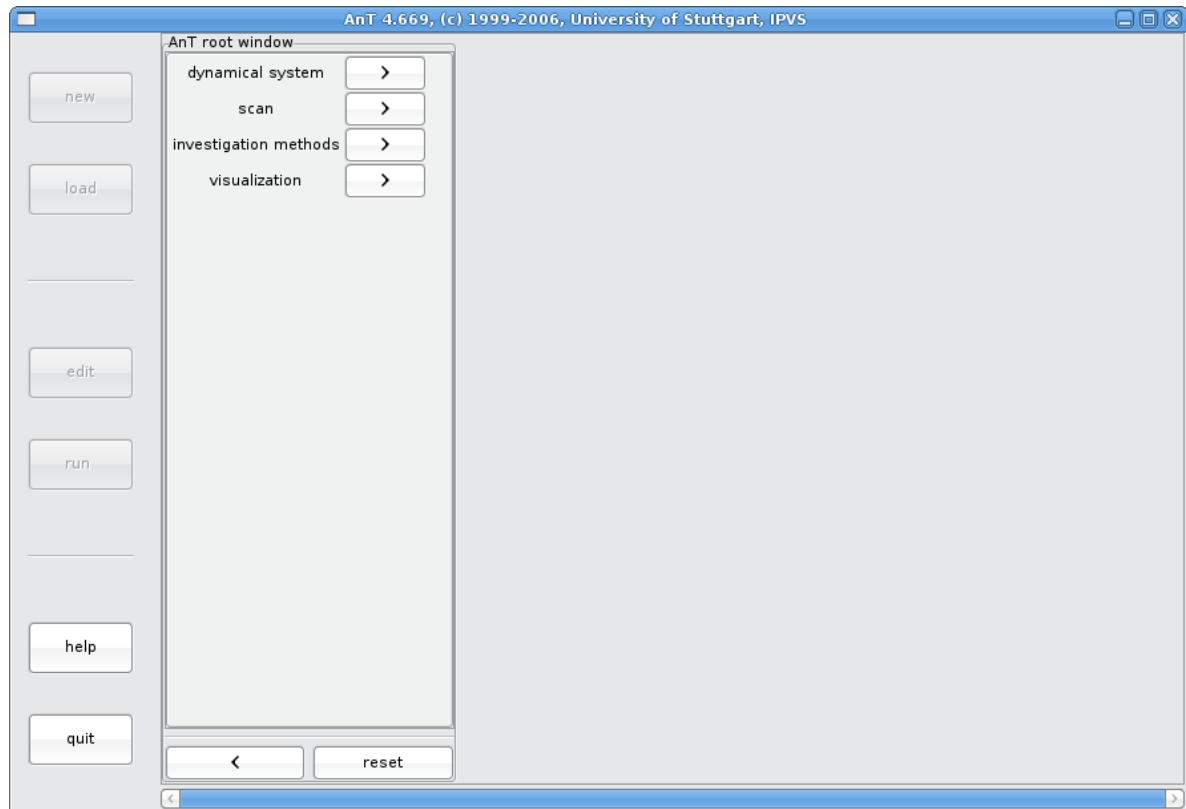 AnT 4.669, (c) 1999-2006, University of Stuttgart, IPVS
AnT root window
new
load
edit
run
help
quit
dynamical system >
scan >
investigation methods >
visualization >
< reset